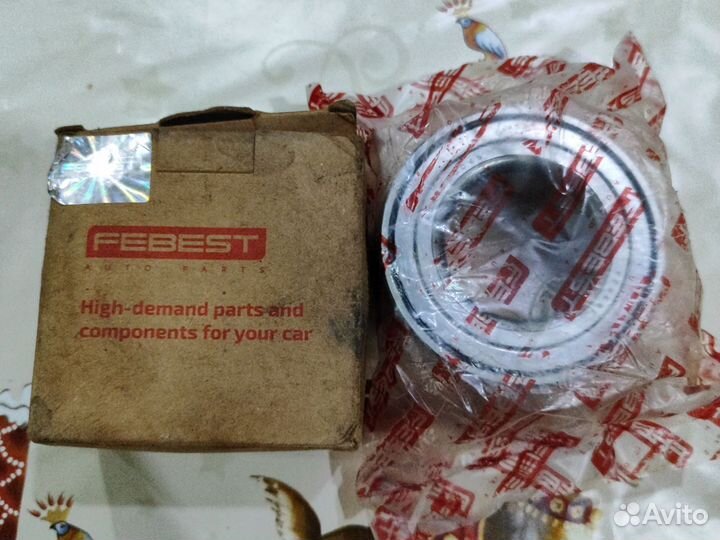 FEBEST
AUTO PARTS
High-demand parts and
components for your car
FEBEST
Avito